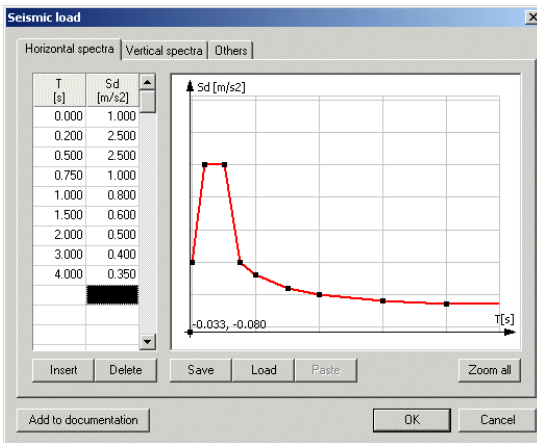 Seismic load
Horizontal spectra Vertical spectra Others
T Sd
[s] [m/s2]
0.000 1.000
0.200 2.500
0.500 2.500
0.750 1.000
1.000 0.800
1.500 0.600
2.000 0.500
3.000 0.400
4.000 0.350
Sd [m/s2]
-0.033, -0.080
T[s]
Insert Delete Save Load Paste Zoom all
Add to documentation OK Cancel